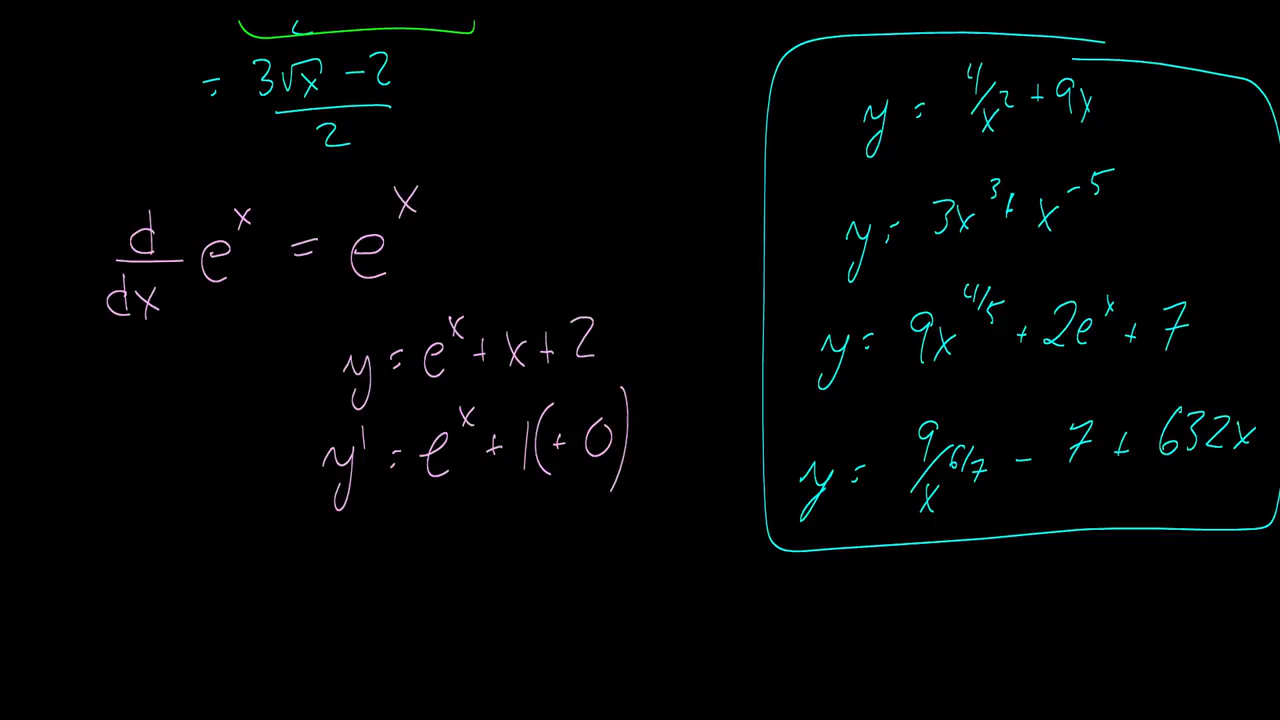 = (3√x - 2)/2
d/dx e^x = e^x
y = e^x + x + 2
y' = e^x + 1 (+ 0)
y = 4/x^2 + 9x
y = 3x^3 + x^-5
y = 9x^4/5 + 2e^x + 7
y = 9/x^6/7 - 7 + 632x